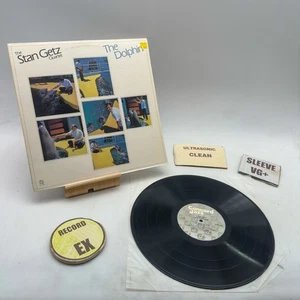 The
Stan Getz
Quartet
The
Dolphin
ULTRASONIC
CLEAN
SLEEVE
VG+
RECORD
EX